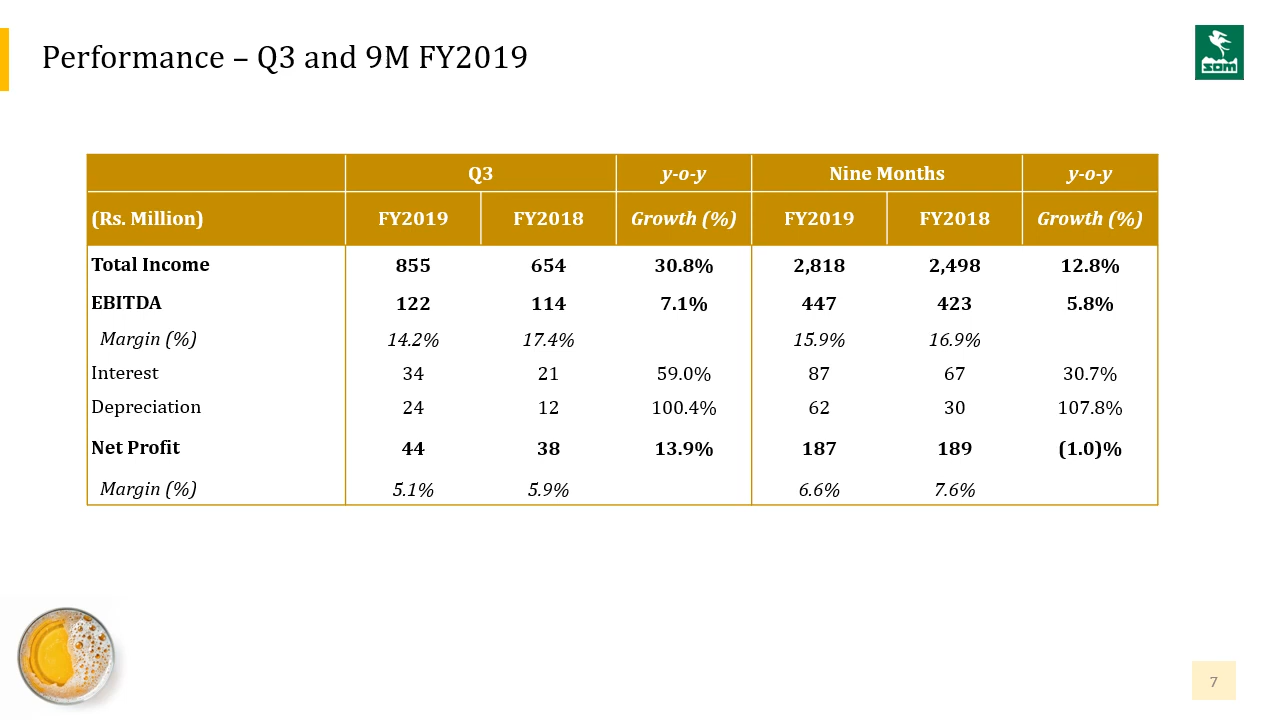 Performance – Q3 and 9M FY2019
som
Q3 y-o-y Nine Months y-o-y
(Rs. Million) FY2019 FY2018 Growth (%) FY2019 FY2018 Growth (%)
Total Income 855 654 30.8% 2,818 2,498 12.8%
EBITDA 122 114 7.1% 447 423 5.8%
Margin (%) 14.2% 17.4% 15.9% 16.9%
Interest 34 21 59.0% 87 67 30.7%
Depreciation 24 12 100.4% 62 30 107.8%
Net Profit 44 38 13.9% 187 189 (1.0)%
Margin (%) 5.1% 5.9% 6.6% 7.6%
7